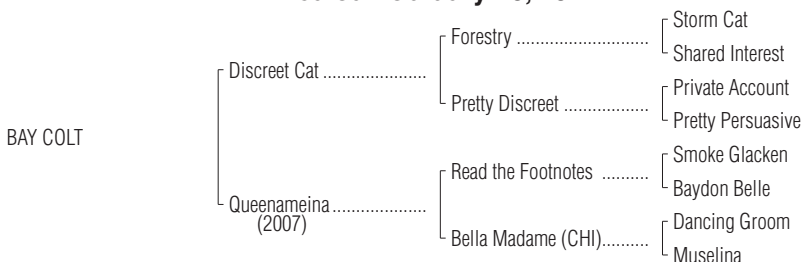 Storm Cat
Forestry ............................
Shared Interest
Discreet Cat ......................
Private Account
Pretty Discreet ..................
Pretty Persuasive
BAY COLT
Smoke Glacken
Read the Footnotes ..........
Baydon Belle
Queenameina ....................
(2007)
Dancing Groom
Bella Madame (CHI)..........
Muselina